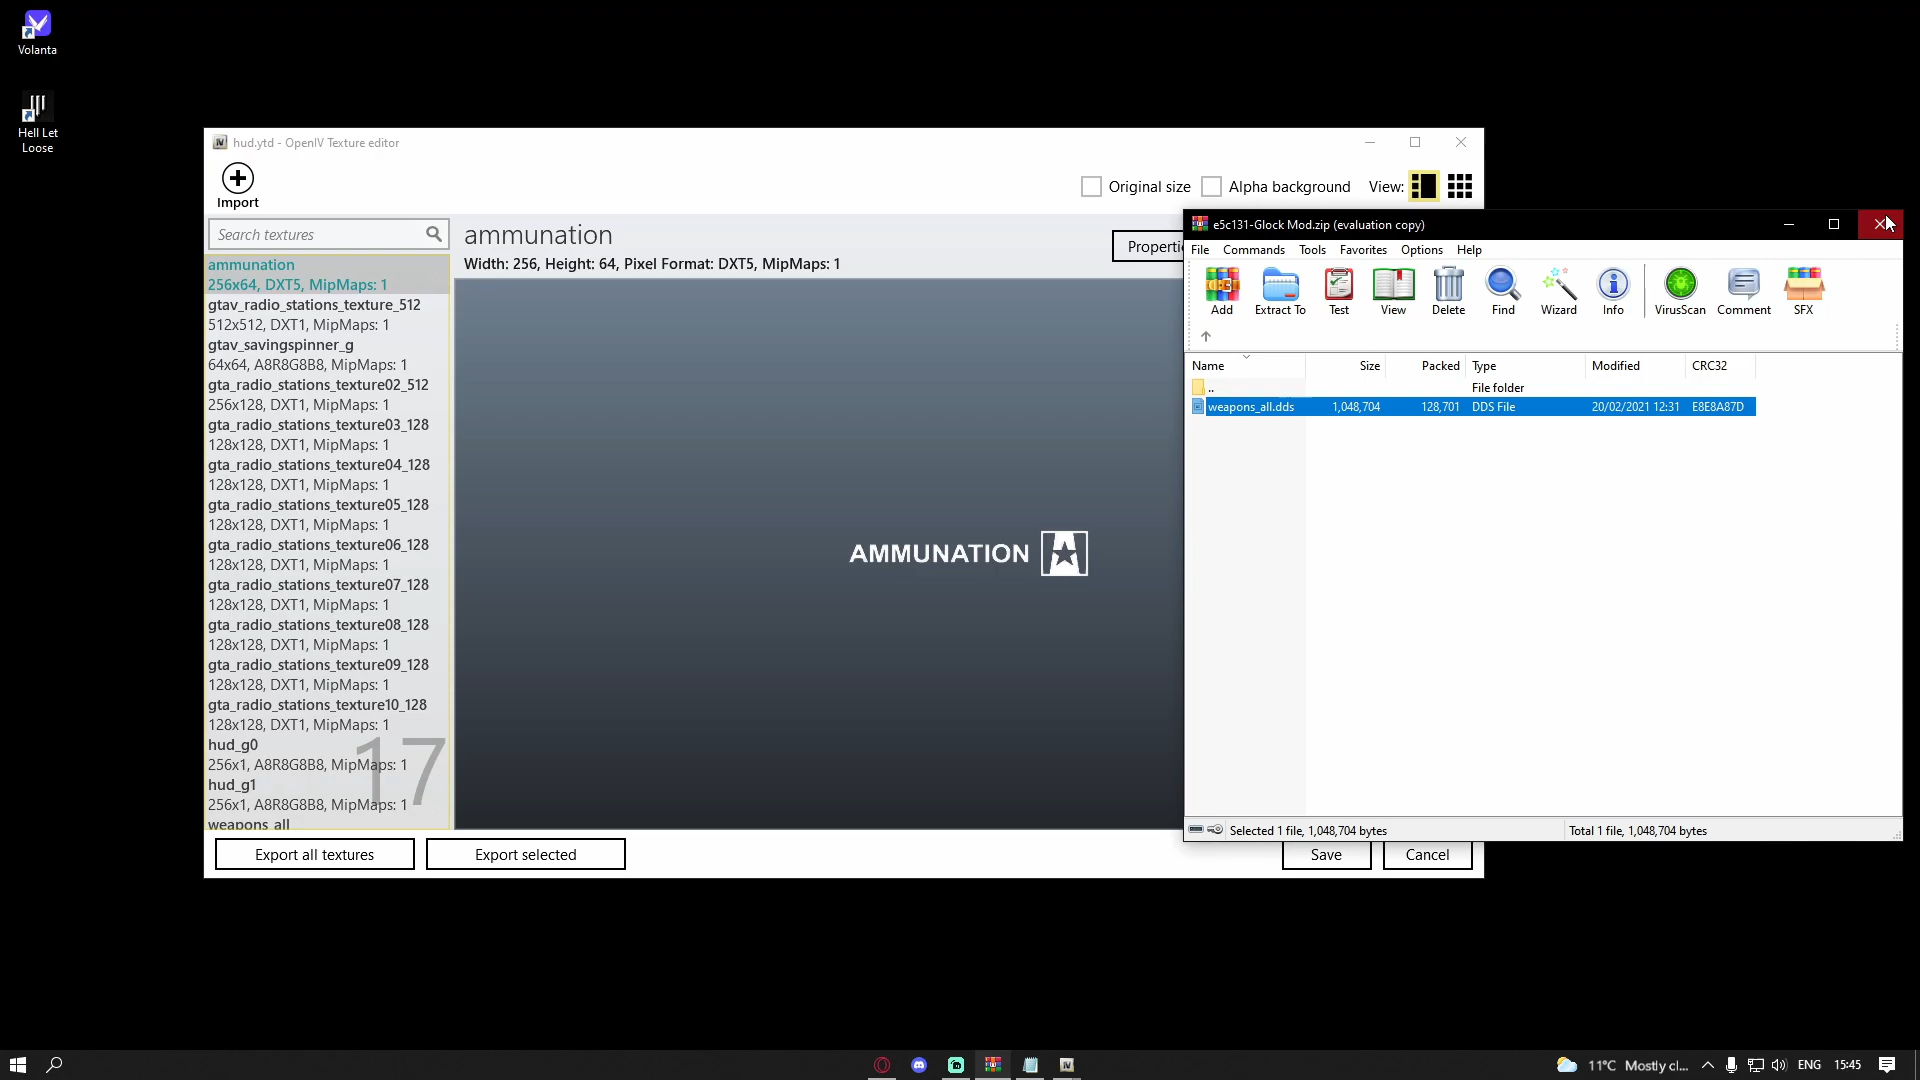 Volanta
Hell Let
Loose
hud.ytd - OpenIV Texture editor
Import
Original size
Alpha background
View:
Search textures
ammunation
256x64, DXT5, MipMaps: 1
gtav_radio_stations_texture_512
512x512, DXT1, MipMaps: 1
gtav_savingspinner_g
64x64, A8R8G8B8, MipMaps: 1
gta_radio_stations_texture02_512
256x128, DXT1, MipMaps: 1
gta_radio_stations_texture03_128
128x128, DXT1, MipMaps: 1
gta_radio_stations_texture04_128
128x128, DXT1, MipMaps: 1
gta_radio_stations_texture05_128
128x128, DXT1, MipMaps: 1
gta_radio_stations_texture06_128
128x128, DXT1, MipMaps: 1
gta_radio_stations_texture07_128
128x128, DXT1, MipMaps: 1
gta_radio_stations_texture08_128
128x128, DXT1, MipMaps: 1
gta_radio_stations_texture09_128
128x128, DXT1, MipMaps: 1
gta_radio_stations_texture10_128
128x128, DXT1, MipMaps: 1
hud_g0
256x1, A8R8G8B8, MipMaps: 1
hud_g1
256x1, A8R8G8B8, MipMaps: 1
weapons_all
17
ammunation
Width: 256, Height: 64, Pixel Format: DXT5, MipMaps: 1
Properti
AMMUNATION
Export all textures
Export selected
Save
Cancel
e5c131-Glock Mod.zip (evaluation copy)
File Commands Tools Favorites Options Help
Add Extract To Test View Delete Find Wizard Info VirusScan Comment SFX
Name Size Packed Type Modified CRC32
.. File folder
weapons_all.dds 1,048,704 128,701 DDS File 20/02/2021 12:31 E8E8A87D
Selected 1 file, 1,048,704 bytes
Total 1 file, 1,048,704 bytes
11°C Mostly cl... ENG 15:45